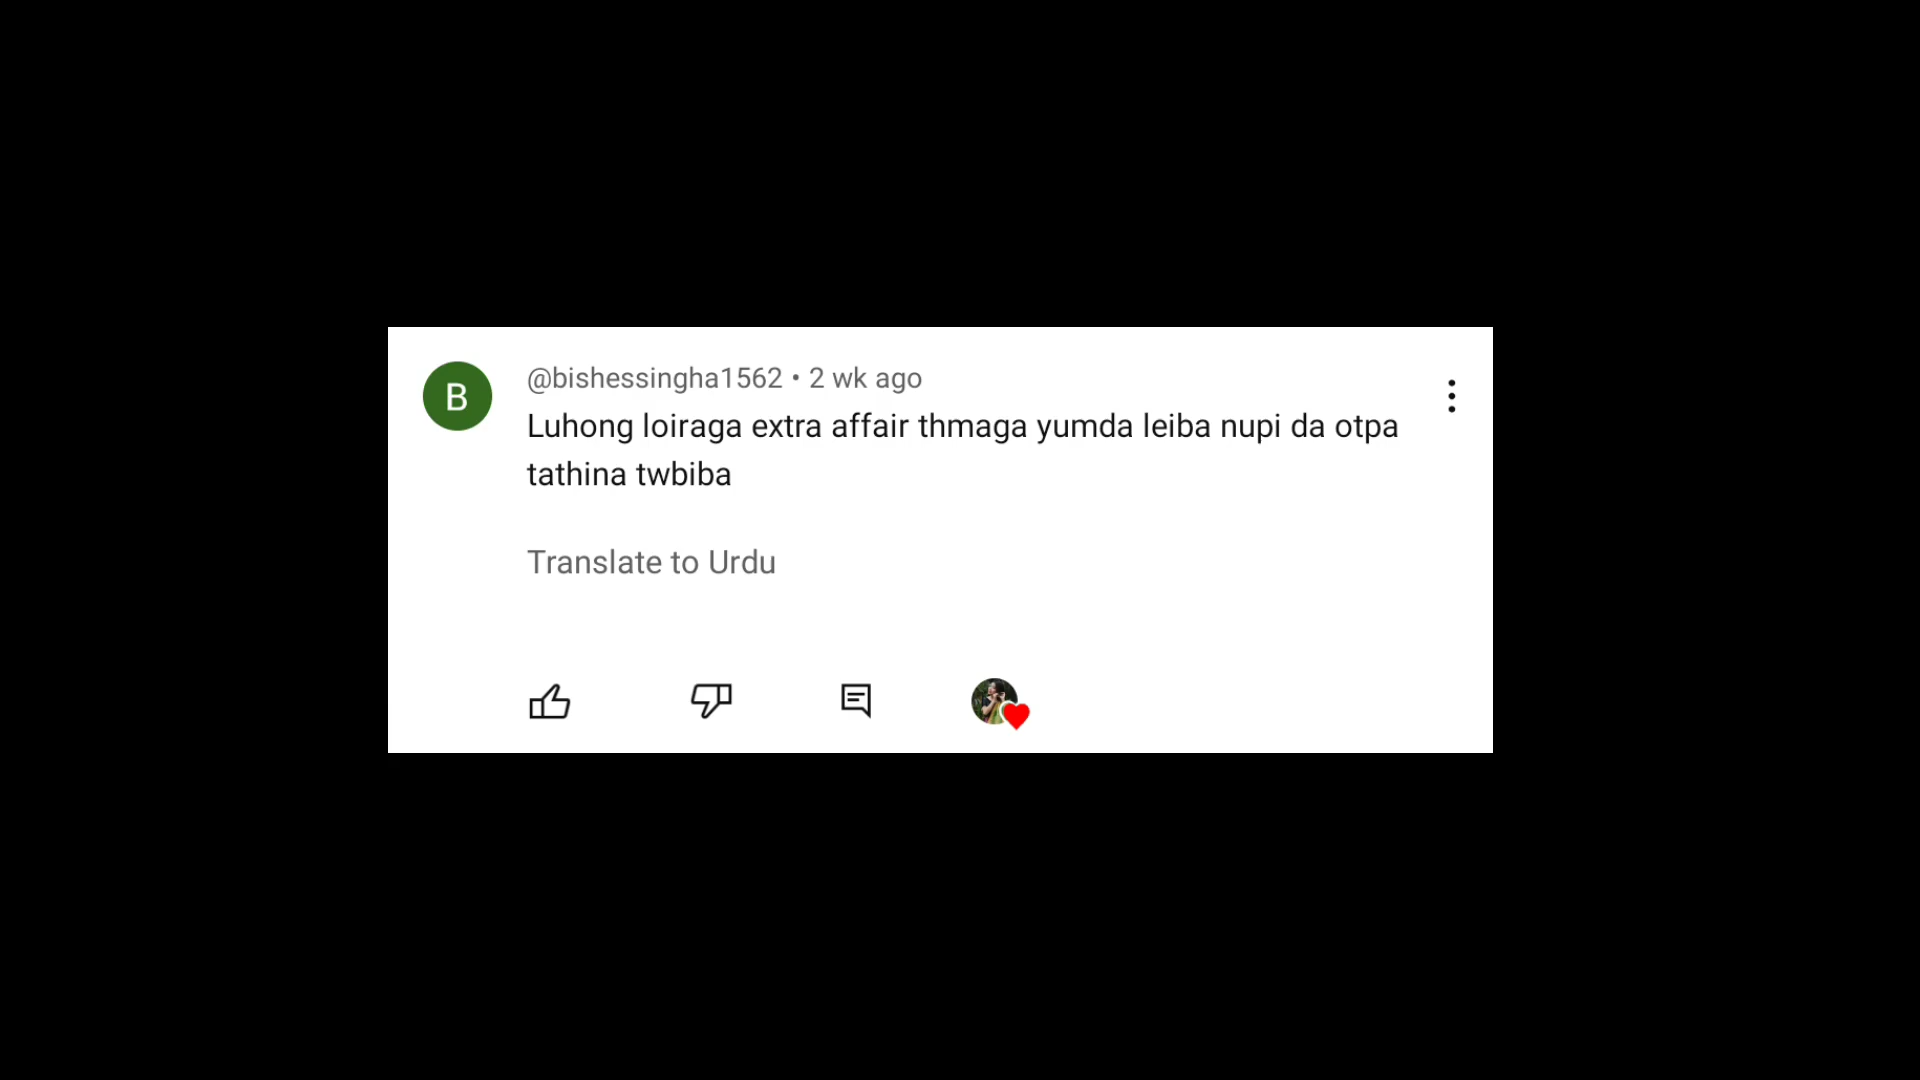 B
@bishessingha1562 • 2 wk ago
Luhong loiraga extra affair thmaga yumda leiba nupi da otpa
tathina twbiba
Translate to Urdu